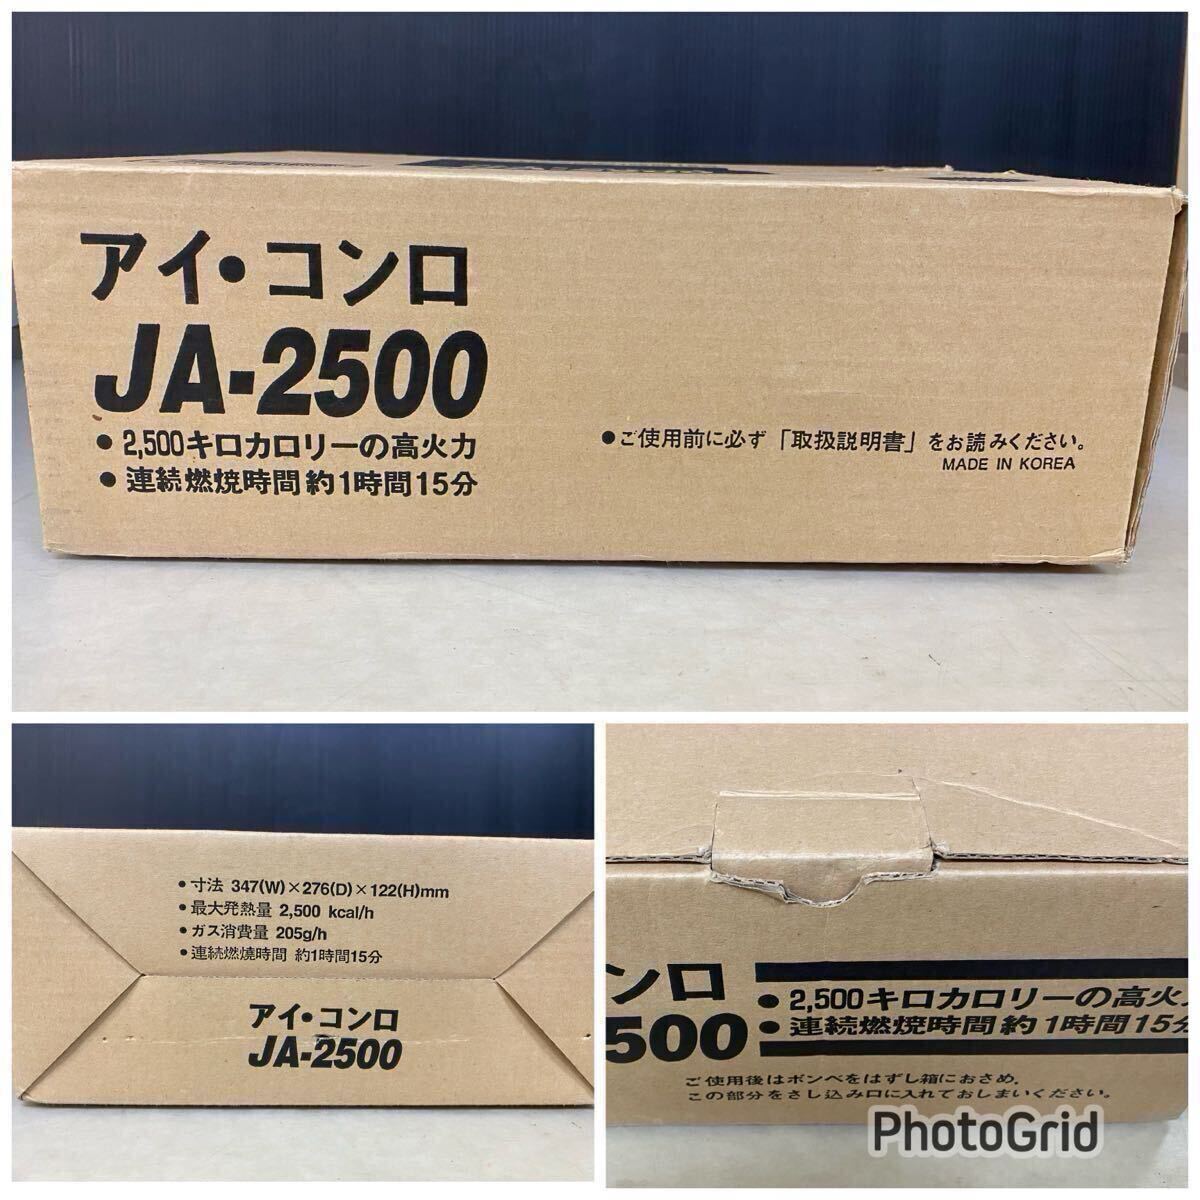 アイ・コンロ
JA-2500
• 2,500キロカロリーの高火力
• 連続燃焼時間約1時間15分
●ご使用前に必ず「取扱説明書」をお読みください。
MADE IN KOREA
• 寸法 347(W)×276(D)×122(H)mm
• 最大発熱量 2,500 kcal/h
• ガス消費量 205g/h
• 連続燃焼時間 約1時間15分
アイ・コンロ
JA-2500
ンロ
500
• 2,500キロカロリーの高火
• 連続燃焼時間約1時間15
ご使用後はボンベをはずし箱におさめ、
この部分をさし込み口に入れておしまいください。
PhotoGrid